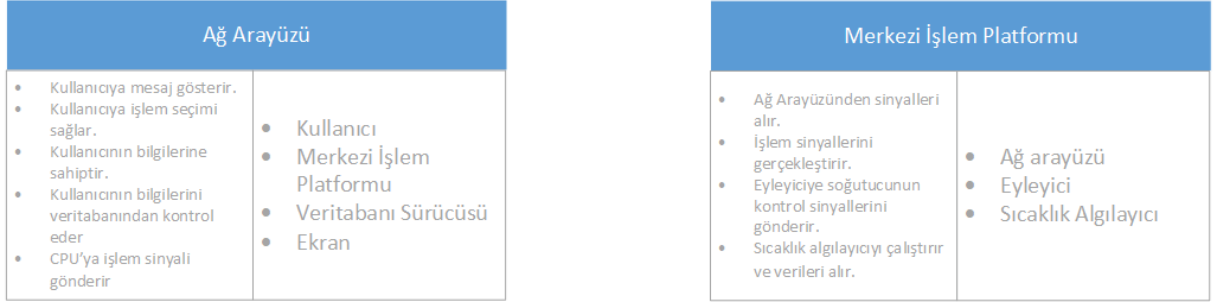 Ağ Arayüzü
• Kullanıcıya mesaj gösterir.
• Kullanıcıya işlem seçimi
sağlar.
• Kullanıcının bilgilerine
sahiptir.
• Kullanıcının bilgilerini
veritabanından kontrol
eder
• CPU'ya işlem sinyali
gönderir
• Kullanıcı
• Merkezi İşlem
Platformu
• Veritabanı Sürücüsü
• Ekran
Merkezi İşlem Platformu
• Ağ Arayüzünden sinyalleri
alır.
• İşlem sinyallerini
gerçekleştirir.
• Eyleyiciye soğutucunun
kontrol sinyallerini
gönderir.
• Sıcaklık algılayıcıyı çalıştırır
ve verileri alır.
• Ağ arayüzü
• Eyleyici
• Sıcaklık Algılayıcı